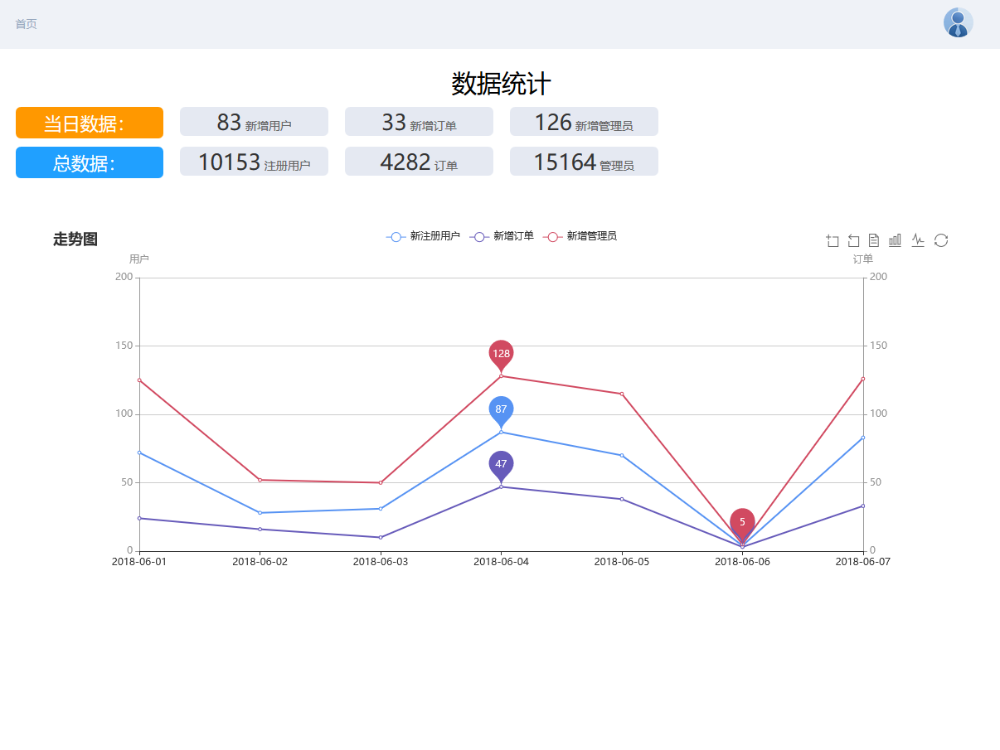 首页
数据统计
当日数据： 83 新增用户 33 新增订单 126 新增管理员
总数据： 10153 注册用户 4282 订单 15164 管理员
走势图 新注册用户 新增订单 新增管理员
用户 订单
200 200
150 150
128
100 100
87
47
50 50
5
0 0
2018-06-01 2018-06-02 2018-06-03 2018-06-04 2018-06-05 2018-06-06 2018-06-07